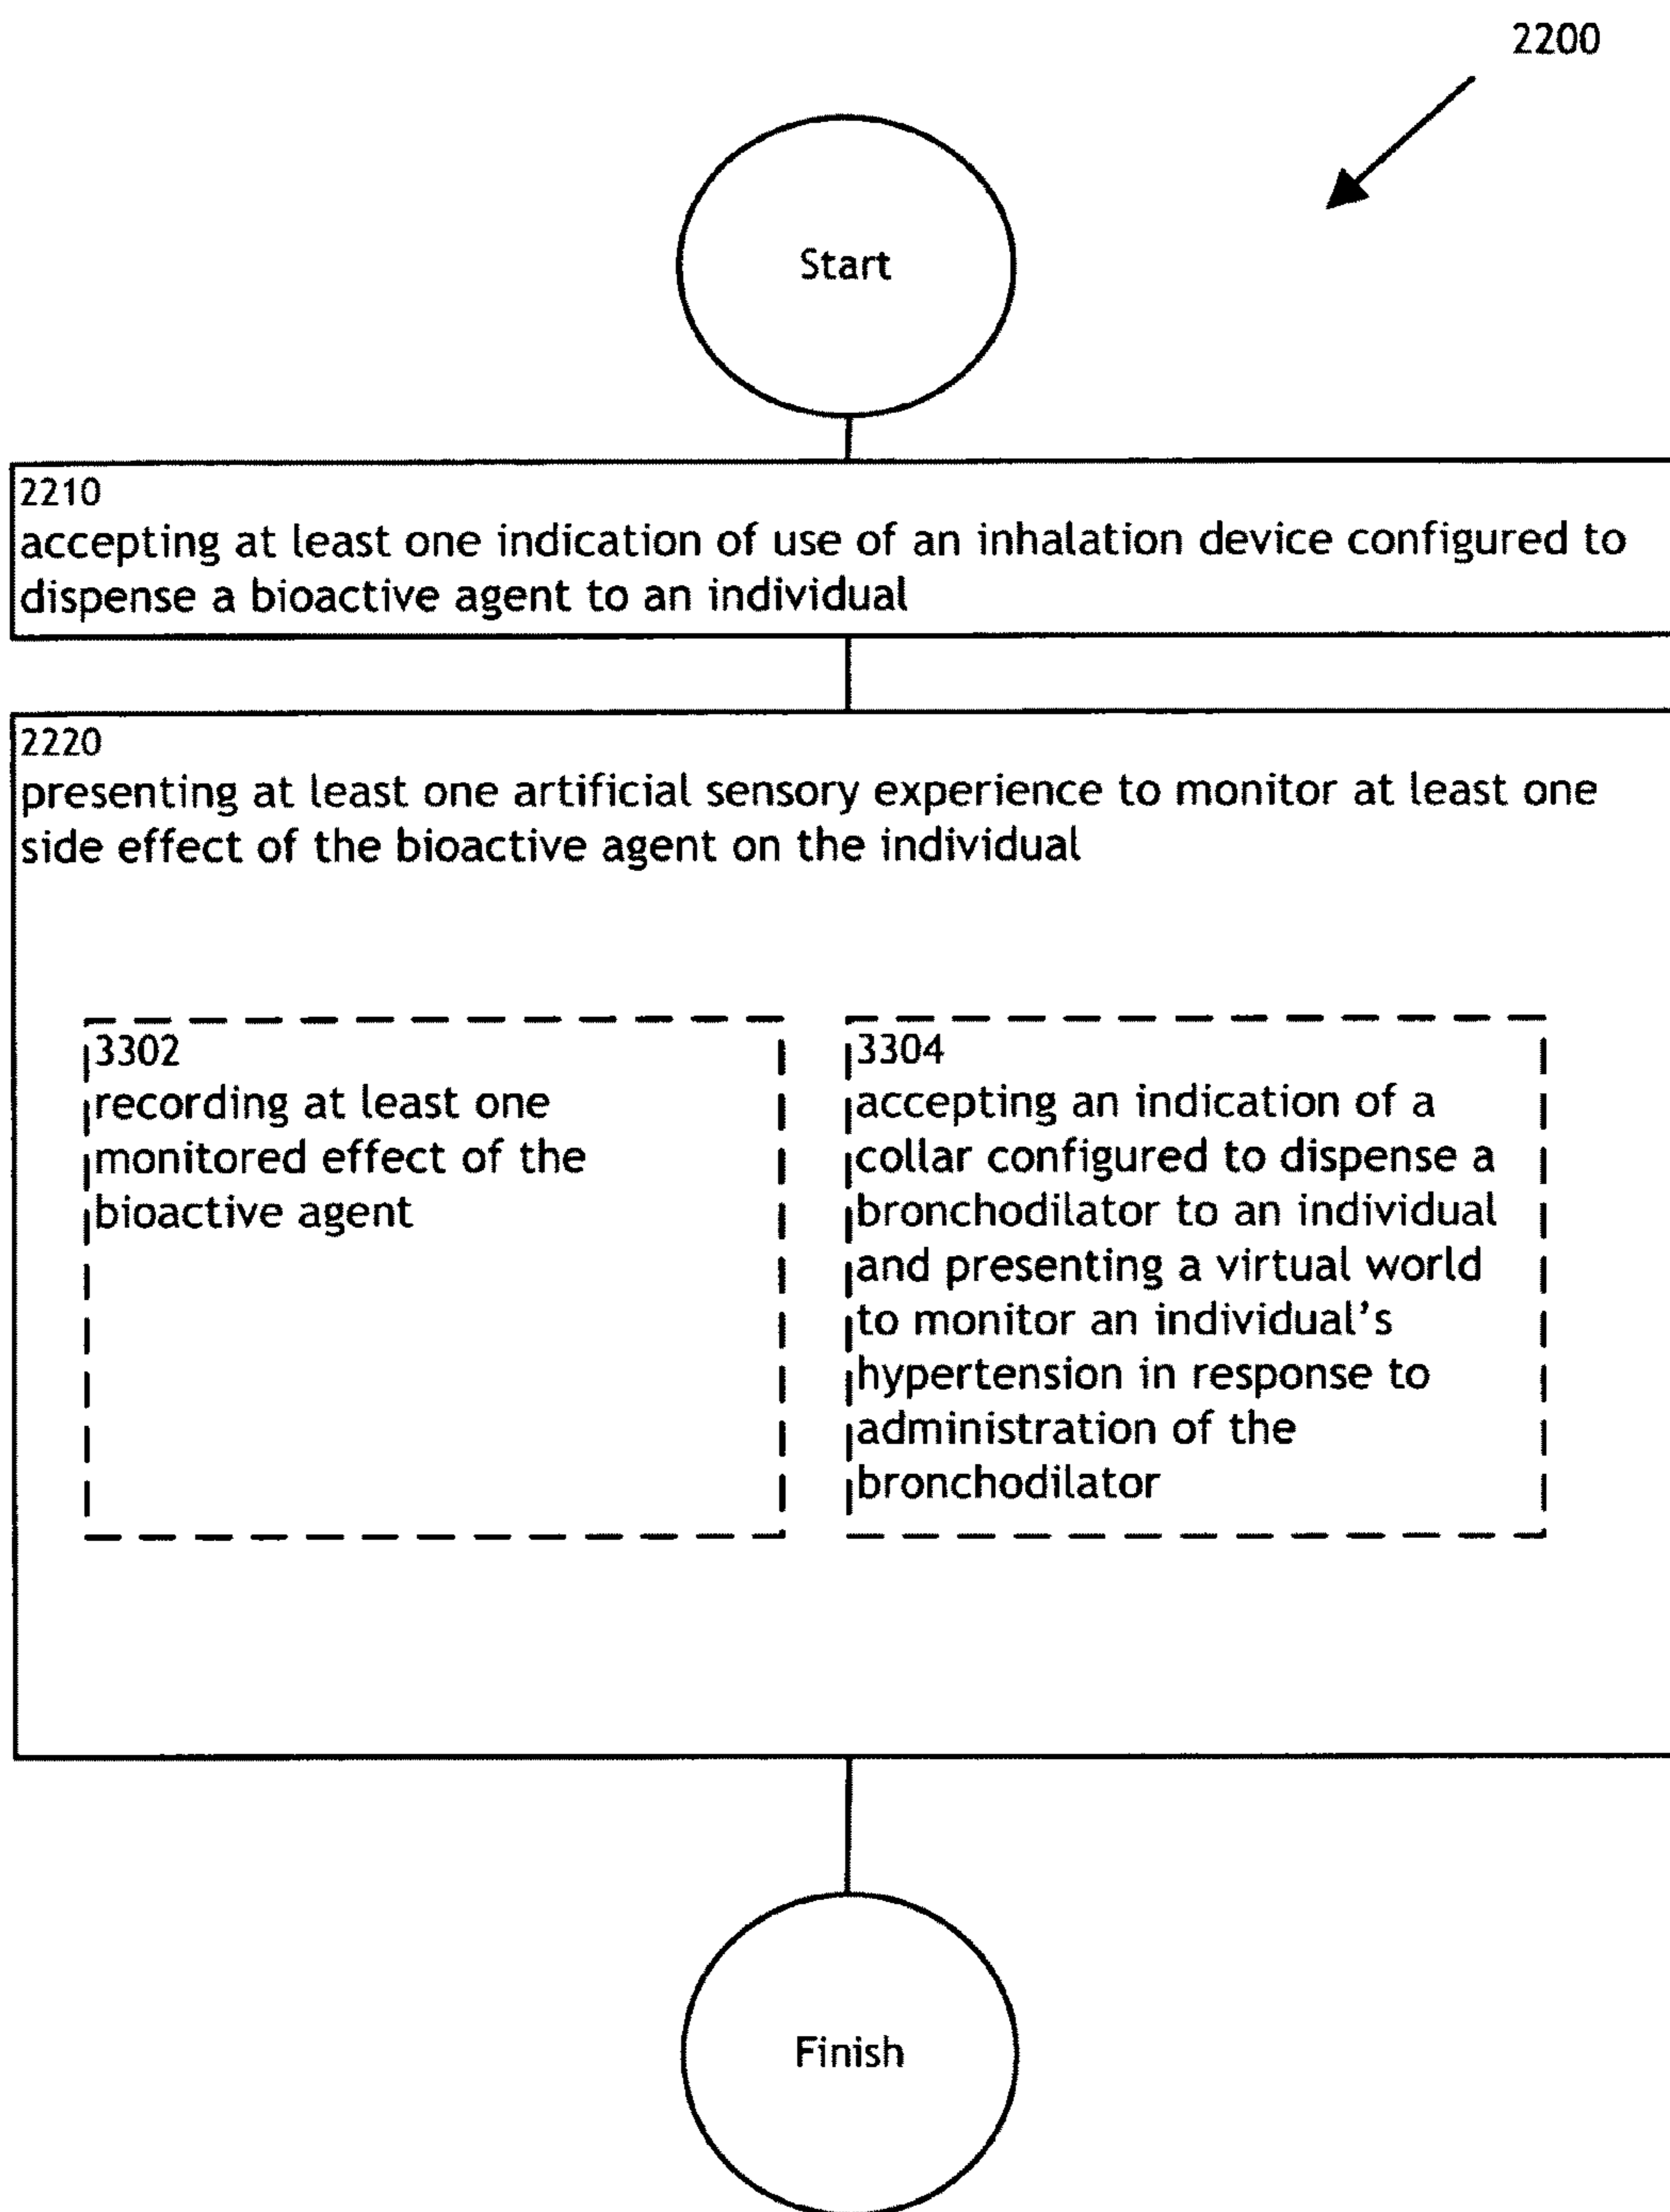 2200
Start
2210
accepting at least one indication of use of an inhalation device configured to
dispense a bioactive agent to an individual
2220
presenting at least one artificial sensory experience to monitor at least one
side effect of the bioactive agent on the individual
3302
recording at least one
monitored effect of the
bioactive agent
3304
accepting an indication of a
collar configured to dispense a
bronchodilator to an individual
and presenting a virtual world
to monitor an individual's
hypertension in response to
administration of the
bronchodilator
Finish